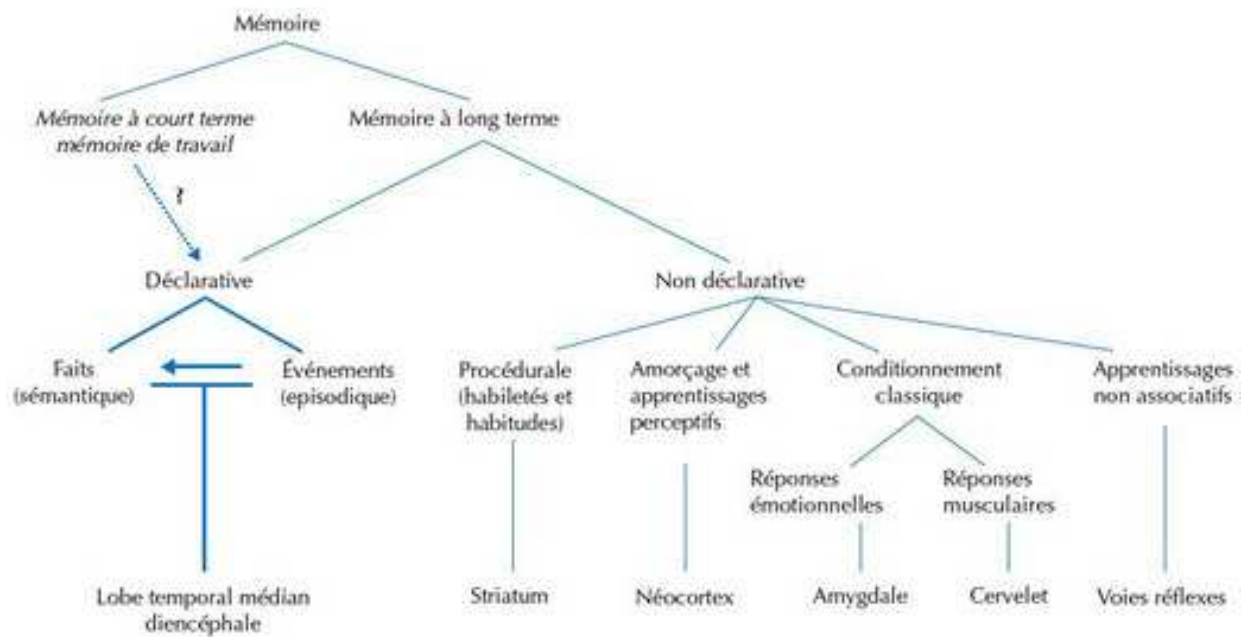 Mémoire
Mémoire à court terme
mémoire de travail
Mémoire à long terme
?
Déclarative
Non déclarative
Faits
(sémantique)
Événements
(episodique)
Procédurale
(habiletés et
habitudes)
Amorçage et
apprentissages
perceptifs
Conditionnement
classique
Apprentissages
non associatifs
Réponses
émotionnelles
Réponses
musculaires
Lobe temporal médian
diencéphale
Striatum
Néocortex
Amygdale
Cervelet
Voies réflexes